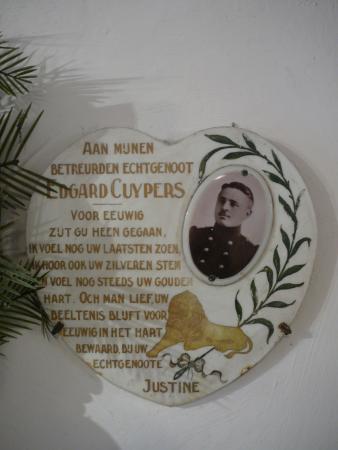 AAN MIJNEN
BETREURDEN ECHTGENOOT
EDGARD CUYPERS
VOOR EEUWIG
ZIJT GIJ HEEN GEGAAN,
IK VOEL NOG UW LAATSTEN ZOEN,
IK HOOR OOK UW ZILVEREN STEM
EN VOEL NOG STEEDS UW GOUDEN
HART. OCH MAN LIEF, UW
BEELTENIS BLIJFT VOOR
EEUWIG IN HET HART
BEWAARD, BIJ UW
ECHTGENOOTE
JUSTINE